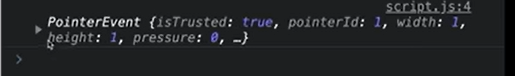 script.js:4
PointerEvent {isTrusted: true, pointerId: 1, width: 1,
height: 1, pressure: 0, …}